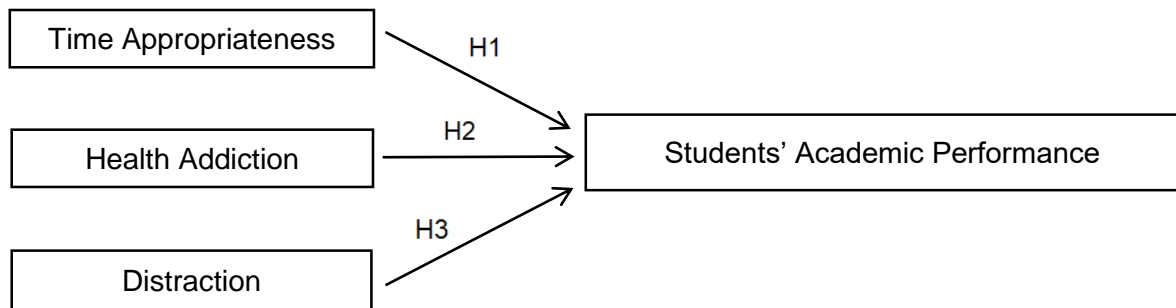 Time Appropriateness
H1
H2
Health Addiction
Students’ Academic Performance
H3
Distraction